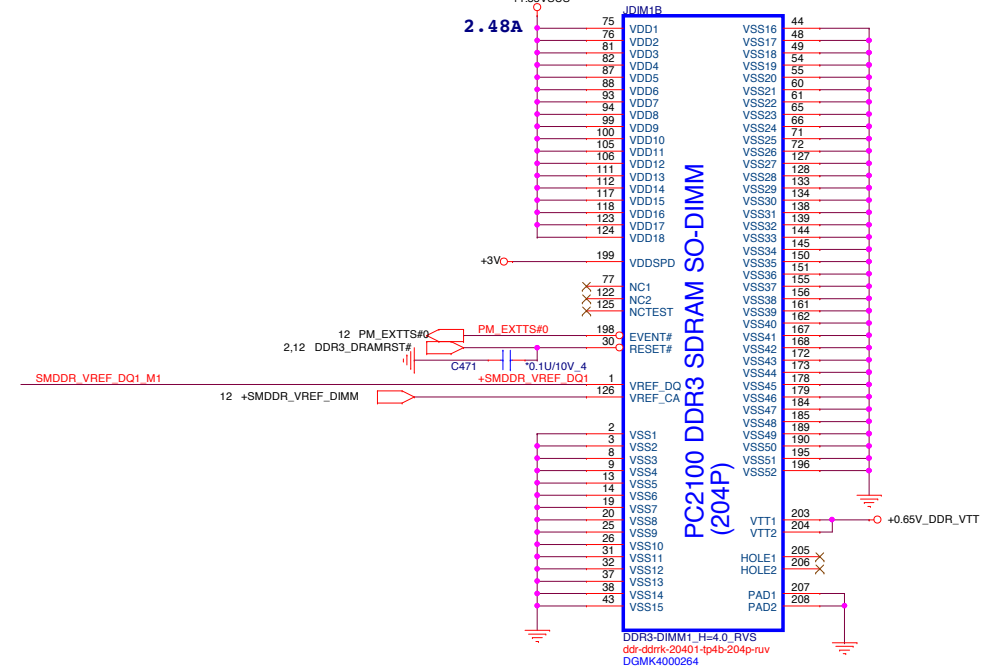 JDIM1B
2.48A
75 VDD1 VSS16 44
76 VDD2 VSS17 48
81 VDD3 VSS18 49
82 VDD4 VSS19 54
87 VDD5 VSS20 55
88 VDD6 VSS21 60
93 VDD7 VSS22 61
94 VDD8 VSS23 65
99 VDD9 VSS24 66
100 VDD10 VSS25 71
105 VDD11 VSS26 72
106 VDD12 VSS27 127
111 VDD13 VSS28 128
112 VDD14 VSS29 133
117 VDD15 VSS30 134
118 VDD16 VSS31 138
123 VDD17 VSS32 139
124 VDD18 VSS33 144
VSS34 145
+3V 199 VDDSPD VSS35 150
VSS36 151
77 NC1 VSS37 155
122 NC2 VSS38 156
125 NCTEST VSS39 161
VSS40 162
12 PM_EXTTS#0 PM_EXTTS#0 198 EVENT# VSS41 167
2,12 DDR3_DRAMRST# 30 RESET# VSS42 168
VSS43 172
C471 *0.1U/10V_4 VSS44 173
SMDDR_VREF_DQ1_M1 +SMDDR_VREF_DQ1 1 VREF_DQ VSS45 178
12 +SMDDR_VREF_DIMM 126 VREF_CA VSS46 179
VSS47 184
VSS48 185
2 VSS1 VSS49 189
3 VSS2 VSS50 190
8 VSS3 VSS51 195
9 VSS4 VSS52 196
13 VSS5
14 VSS6
19 VSS7
20 VSS8 VTT1 203 +0.65V_DDR_VTT
25 VSS9 VTT2 204
26 VSS10
31 VSS11 HOLE1 205
32 VSS12 HOLE2 206
37 VSS13
38 VSS14 PAD1 207
43 VSS15 PAD2 208
PC2100 DDR3 SDRAM SO-DIMM
(204P)
DDR3-DIMM1_H=4.0_RVS
ddr-ddrrk-20401-tp4b-204p-ruv
DGMK4000264